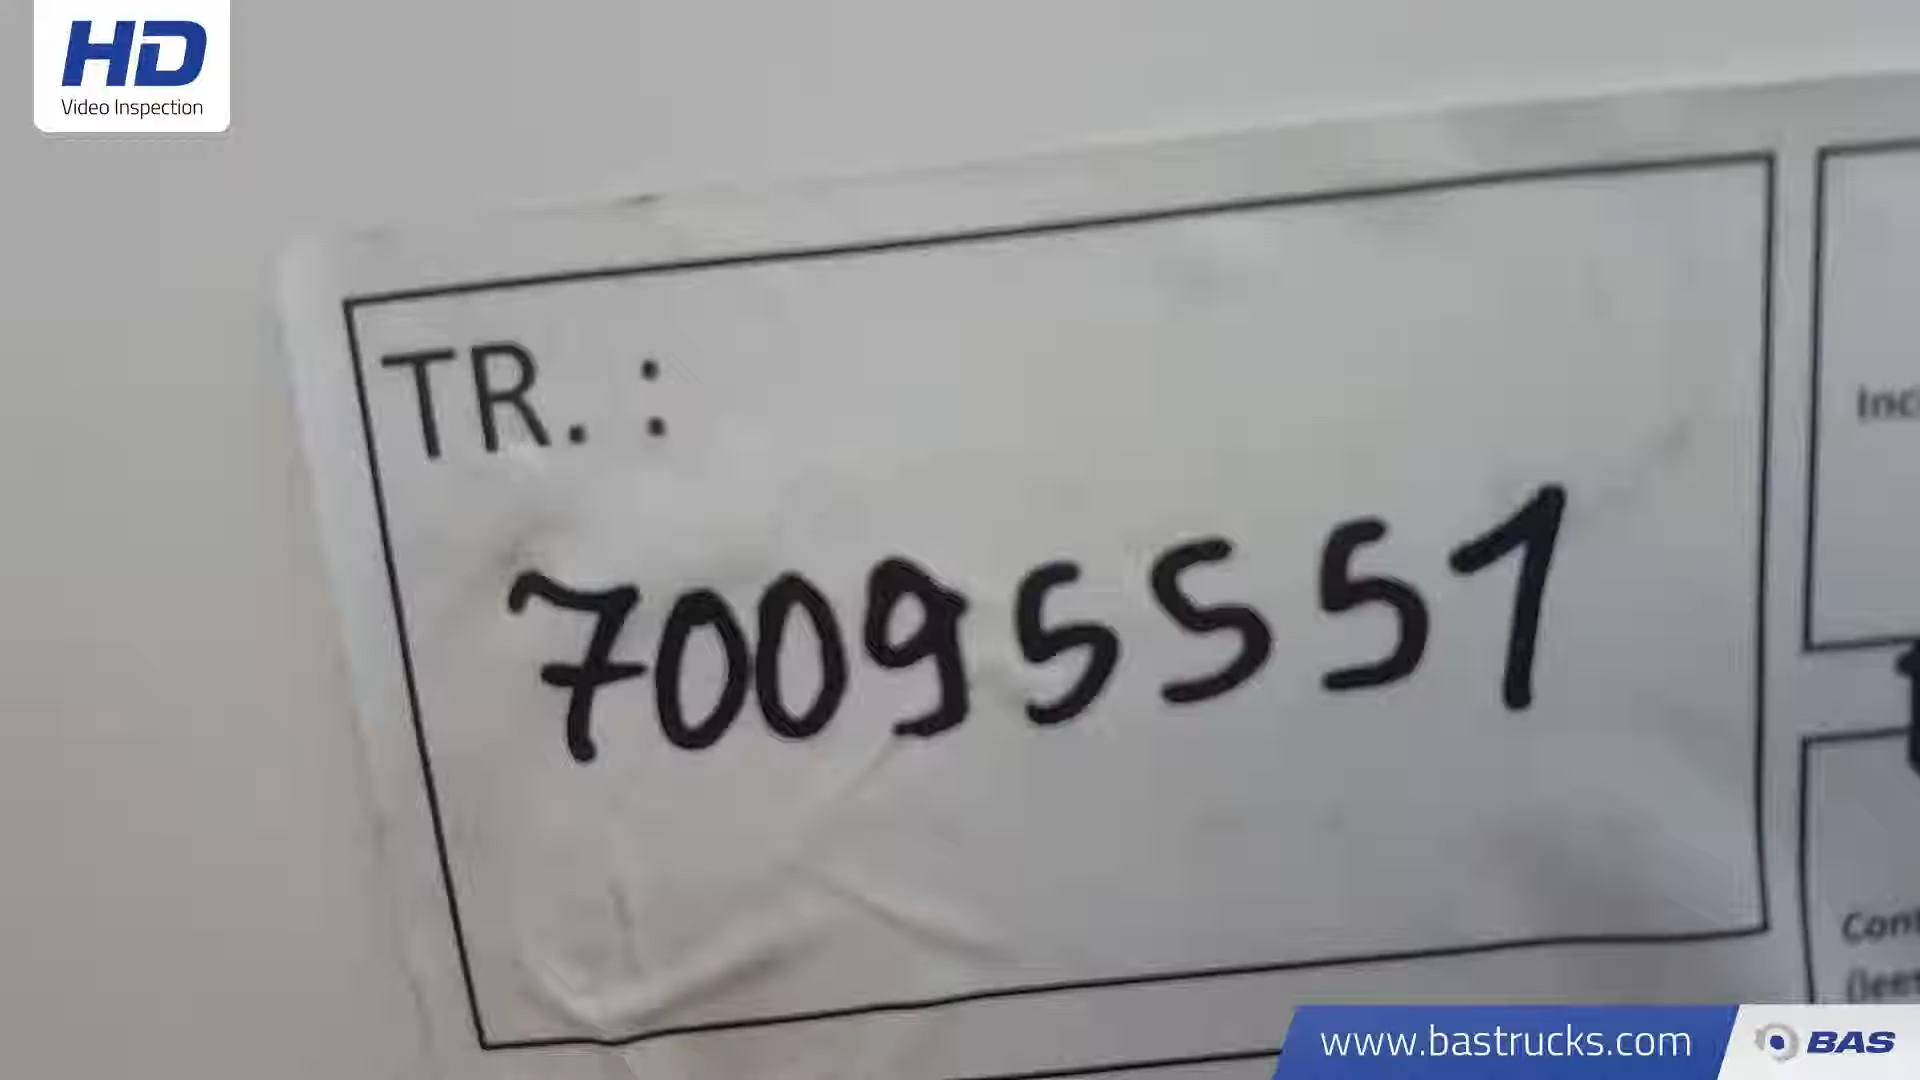 HD
Video Inspection
TR. :
70095551
www.bastrucks.com
BAS